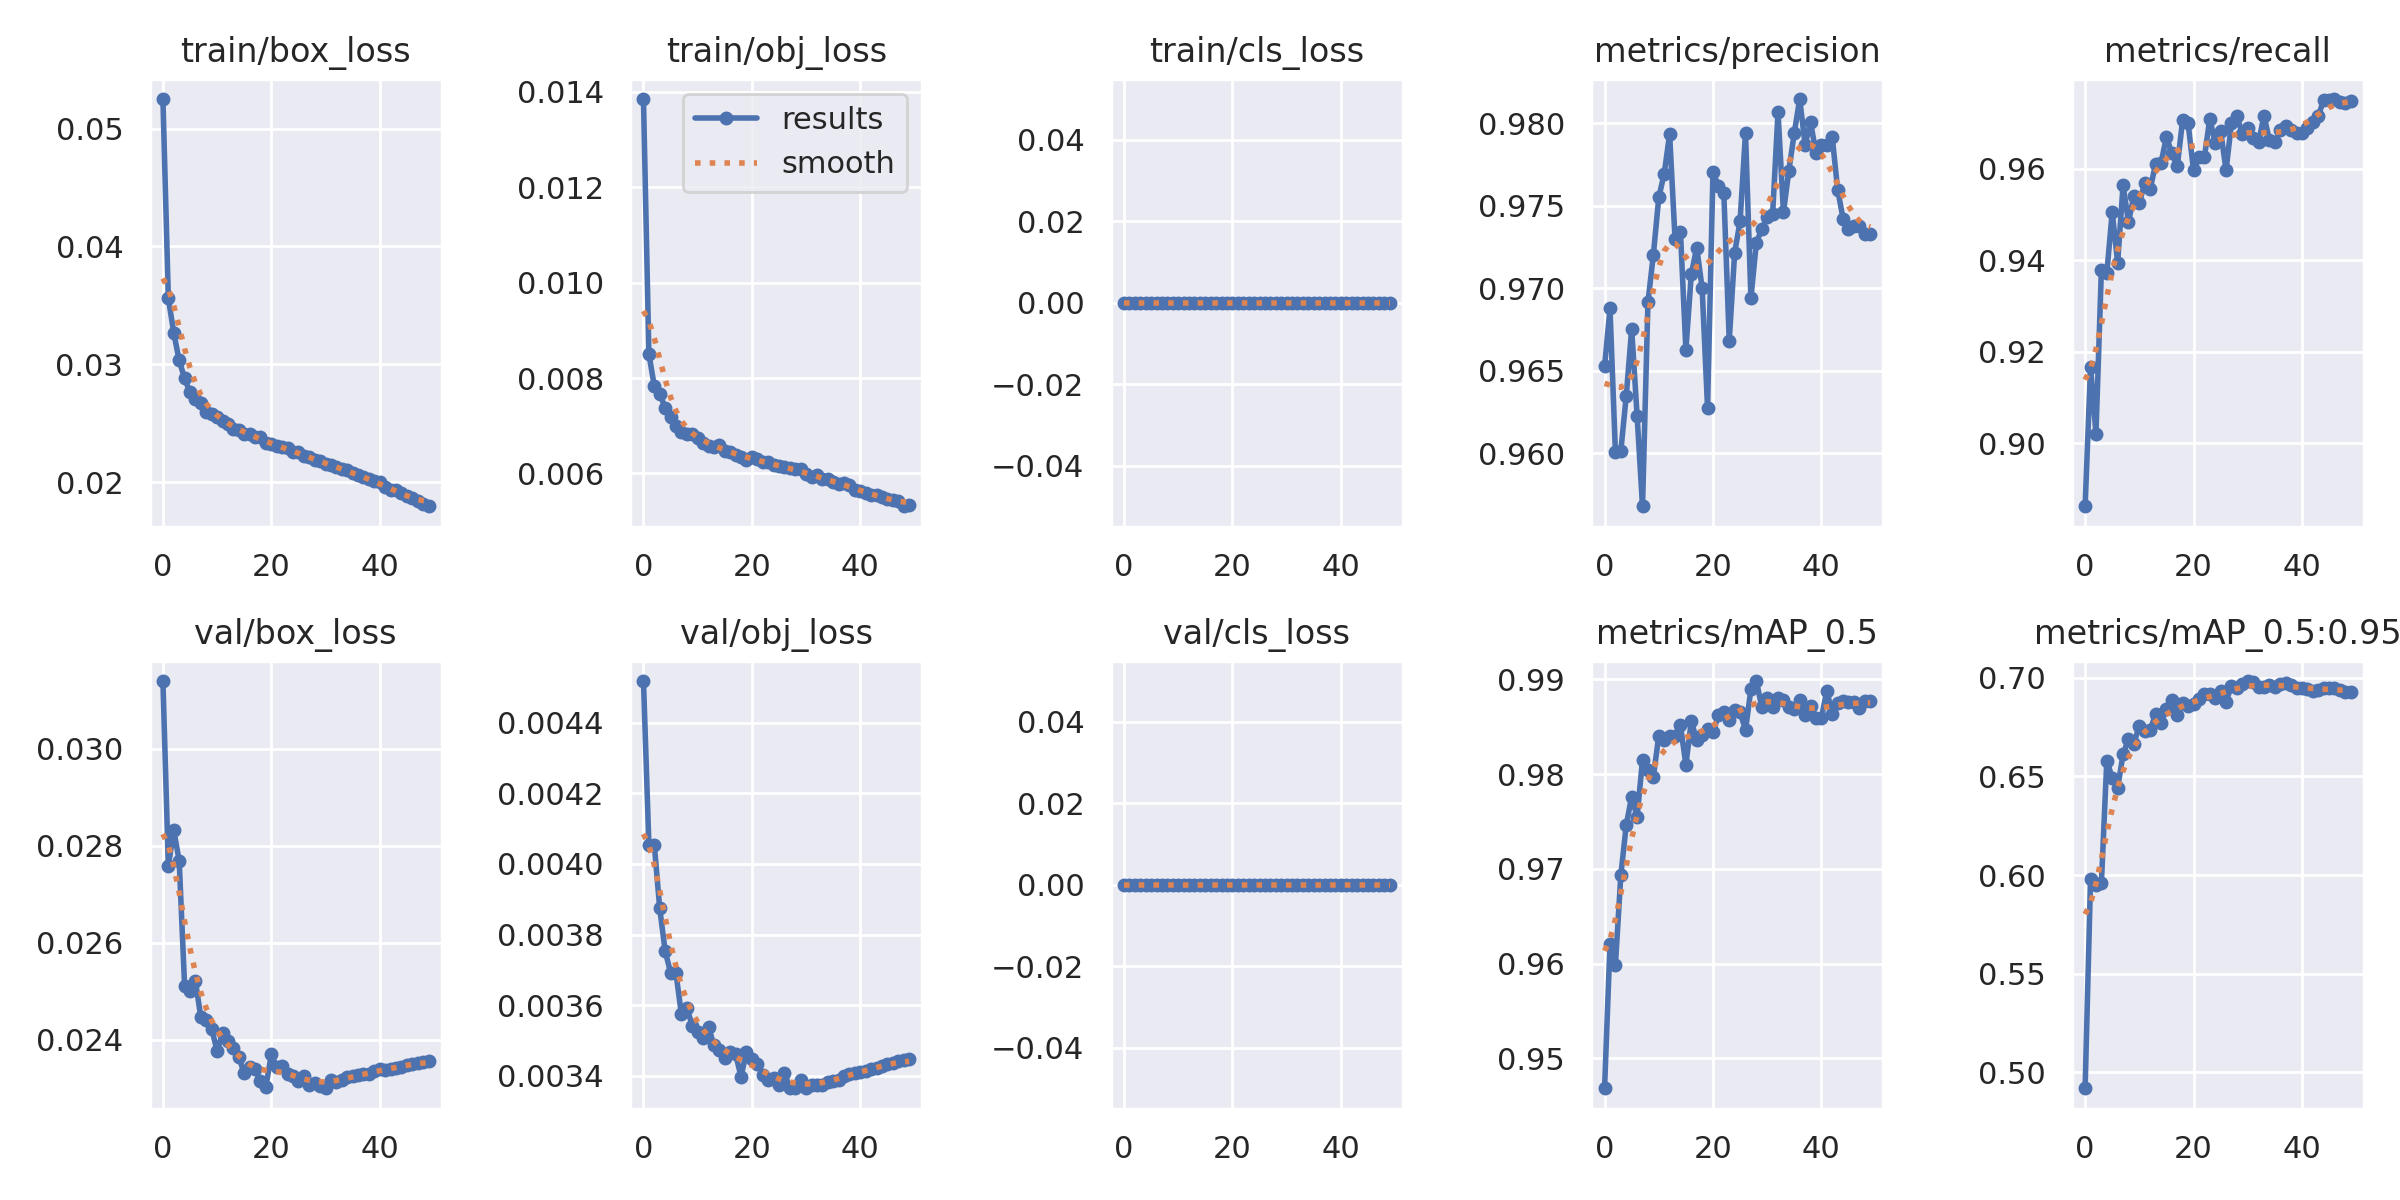 train/box_loss
0.05
0.04
0.03
0.02
0 20 40
train/obj_loss
0.014
0.012
0.010
0.008
0.006
results
smooth
0 20 40
train/cls_loss
0.04
0.02
0.00
−0.02
−0.04
0 20 40
metrics/precision
0.980
0.975
0.970
0.965
0.960
0 20 40
metrics/recall
0.96
0.94
0.92
0.90
0 20 40
val/box_loss
0.030
0.028
0.026
0.024
0 20 40
val/obj_loss
0.0044
0.0042
0.0040
0.0038
0.0036
0.0034
0 20 40
val/cls_loss
0.04
0.02
0.00
−0.02
−0.04
0 20 40
metrics/mAP_0.5
0.99
0.98
0.97
0.96
0.95
0 20 40
metrics/mAP_0.5:0.95
0.70
0.65
0.60
0.55
0.50
0 20 40